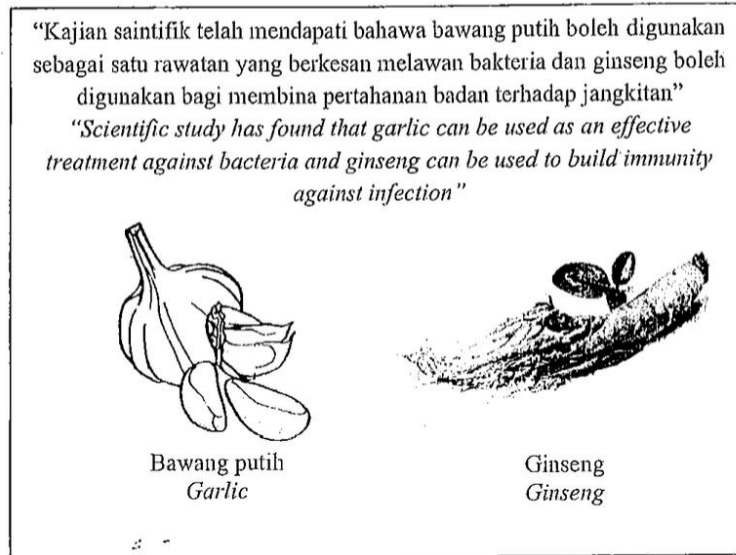 “Kajian saintifik telah mendapati bahawa bawang putih boleh digunakan
sebagai satu rawatan yang berkesan melawan bakteria dan ginseng boleh
digunakan bagi membina pertahanan badan terhadap jangkitan”
“Scientific study has found that garlic can be used as an effective
treatment against bacteria and ginseng can be used to build immunity
against infection”
Bawang putih
Garlic
Ginseng
Ginseng